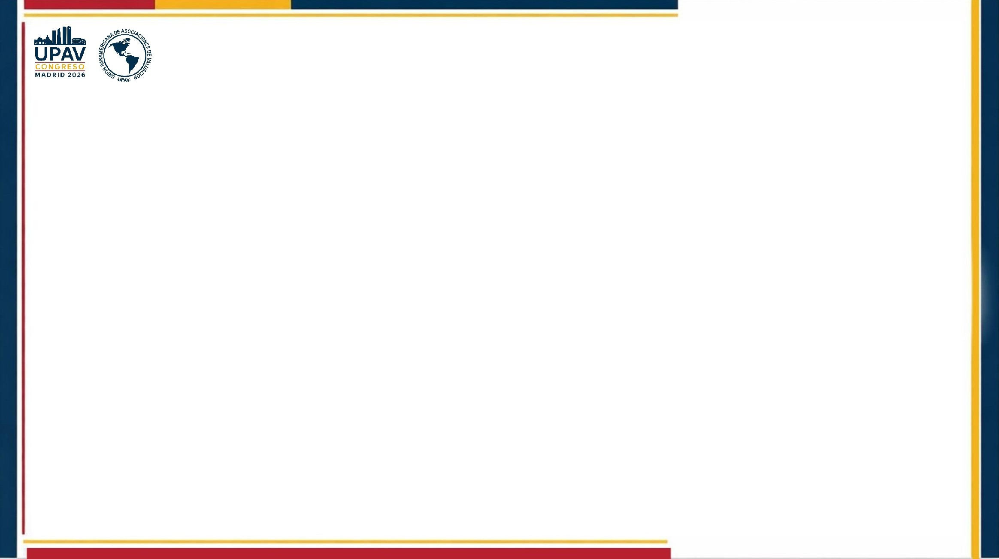 UPAV
CONGRESO
MADRID 2026
UNION PANAMERICANA DE ASOCIACIONES DE VALUACION
-UPAV-